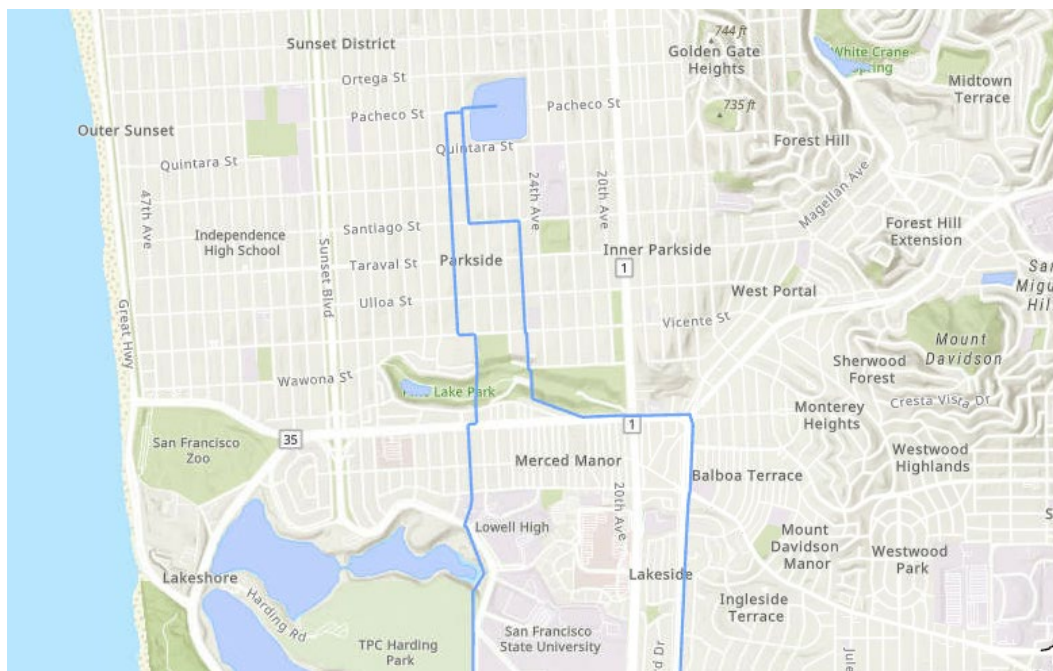 744 ft
Sunset District
Golden Gate
Heights
White Crane
Spring
Ortega St
Midtown
Terrace
Pacheco St
Pacheco St
735 ft
Outer Sunset
Forest Hill
Quintara St
Quintara St
Magellan Ave
47th Ave
24th Ave
20th Ave
Santiago St
Independence
High School
Forest Hill
Extension
Sunset Blvd
Parkside
Inner Parkside
Taraval St
1
San
Migu
Hil
West Portal
Ulloa St
Great Hwy
Vicente St
Mount
Davidson
Sherwood
Forest
Wawona St
Lake Park
Cresta Vista Dr
Monterey
Heights
San Francisco
Zoo
35
1
Westwood
Highlands
Merced Manor
Balboa Terrace
20th Ave
S
Lowell High
Mount
Davidson
Manor
Westwood
Park
Lakeshore
Lakeside
Harding Rd
Ingleside
Terrace
TPC Harding
Park
San Francisco
State University
d Dr
Jule